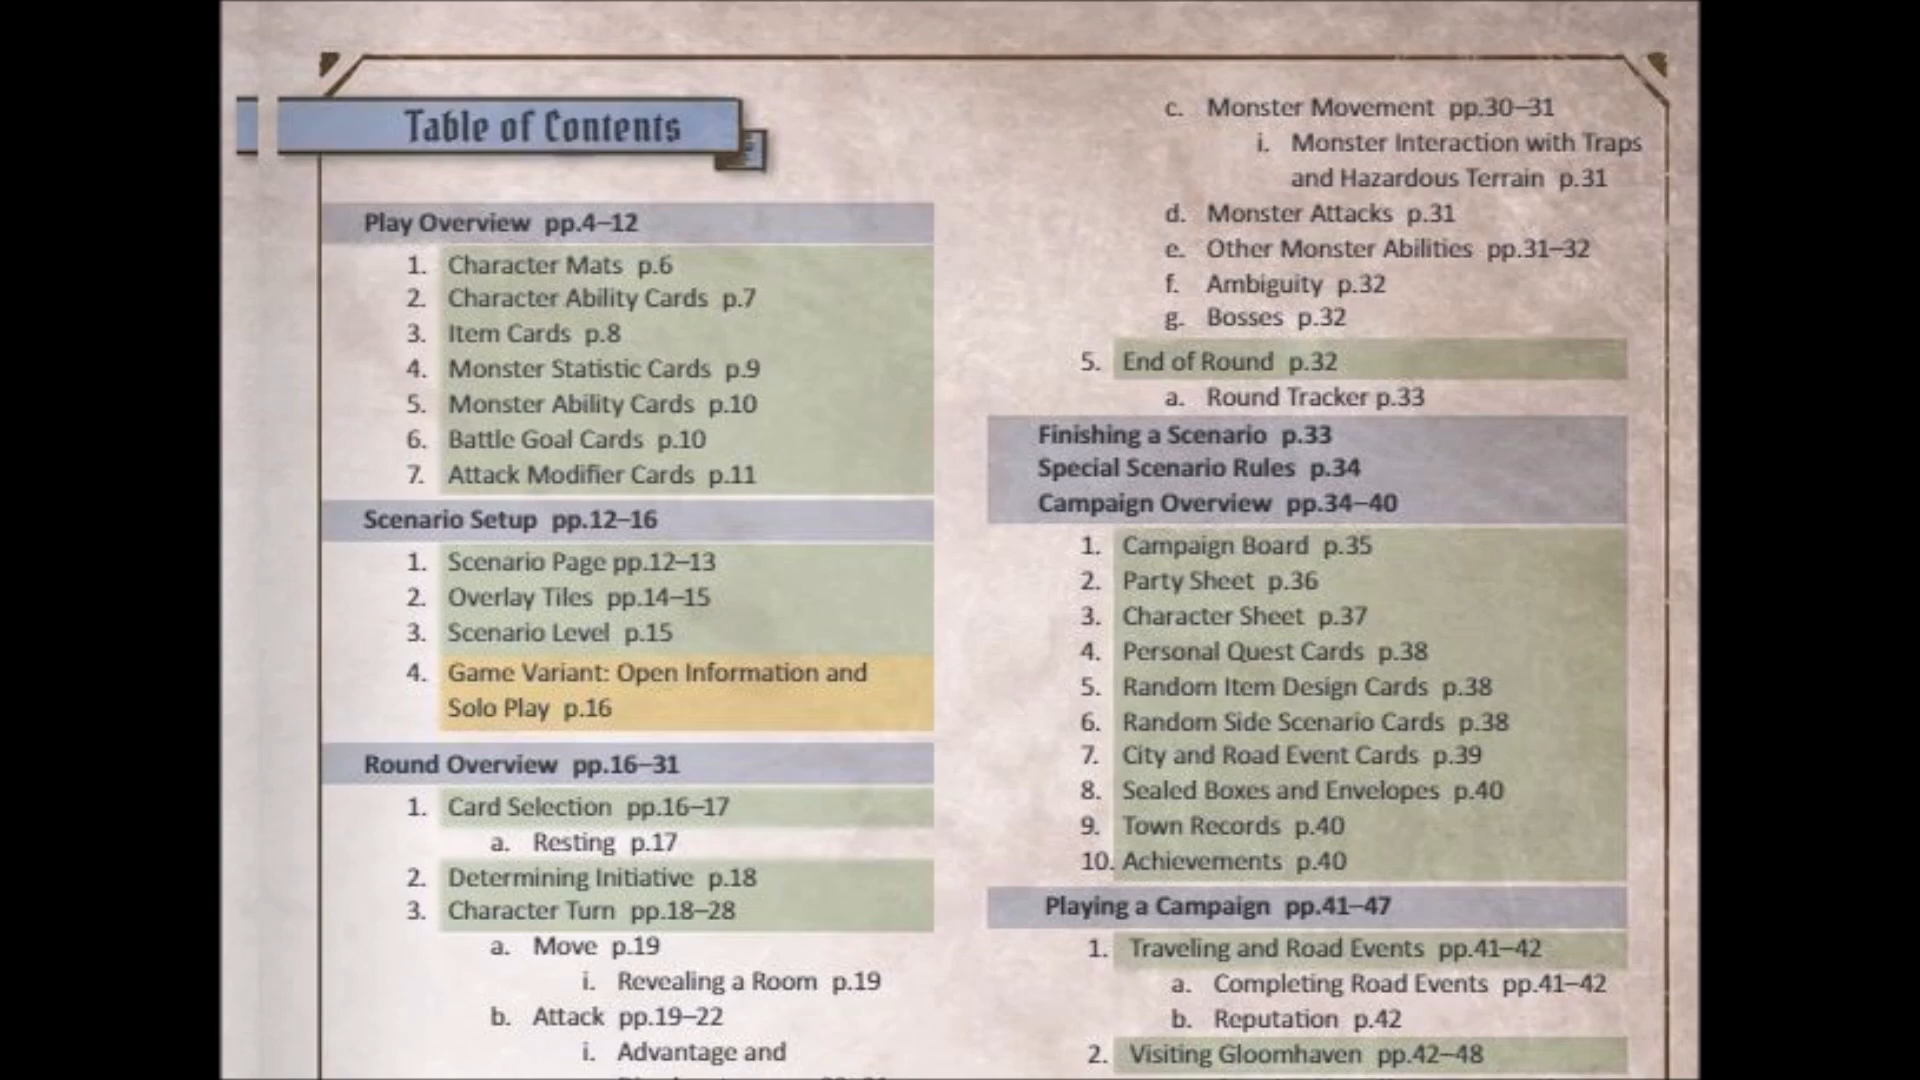 Table of Contents
Play Overview pp.4–12
1. Character Mats p.6
2. Character Ability Cards p.7
3. Item Cards p.8
4. Monster Statistic Cards p.9
5. Monster Ability Cards p.10
6. Battle Goal Cards p.10
7. Attack Modifier Cards p.11
Scenario Setup pp.12–16
1. Scenario Page pp.12–13
2. Overlay Tiles pp.14–15
3. Scenario Level p.15
4. Game Variant: Open Information and
Solo Play p.16
Round Overview pp.16–31
1. Card Selection pp.16–17
a. Resting p.17
2. Determining Initiative p.18
3. Character Turn pp.18–28
a. Move p.19
i. Revealing a Room p.19
b. Attack pp.19–22
i. Advantage and
c. Monster Movement pp.30–31
i. Monster Interaction with Traps
and Hazardous Terrain p.31
d. Monster Attacks p.31
e. Other Monster Abilities pp.31–32
f. Ambiguity p.32
g. Bosses p.32
5. End of Round p.32
a. Round Tracker p.33
Finishing a Scenario p.33
Special Scenario Rules p.34
Campaign Overview pp.34–40
1. Campaign Board p.35
2. Party Sheet p.36
3. Character Sheet p.37
4. Personal Quest Cards p.38
5. Random Item Design Cards p.38
6. Random Side Scenario Cards p.38
7. City and Road Event Cards p.39
8. Sealed Boxes and Envelopes p.40
9. Town Records p.40
10. Achievements p.40
Playing a Campaign pp.41–47
1. Traveling and Road Events pp.41–42
a. Completing Road Events pp.41–42
b. Reputation p.42
2. Visiting Gloomhaven pp.42–48